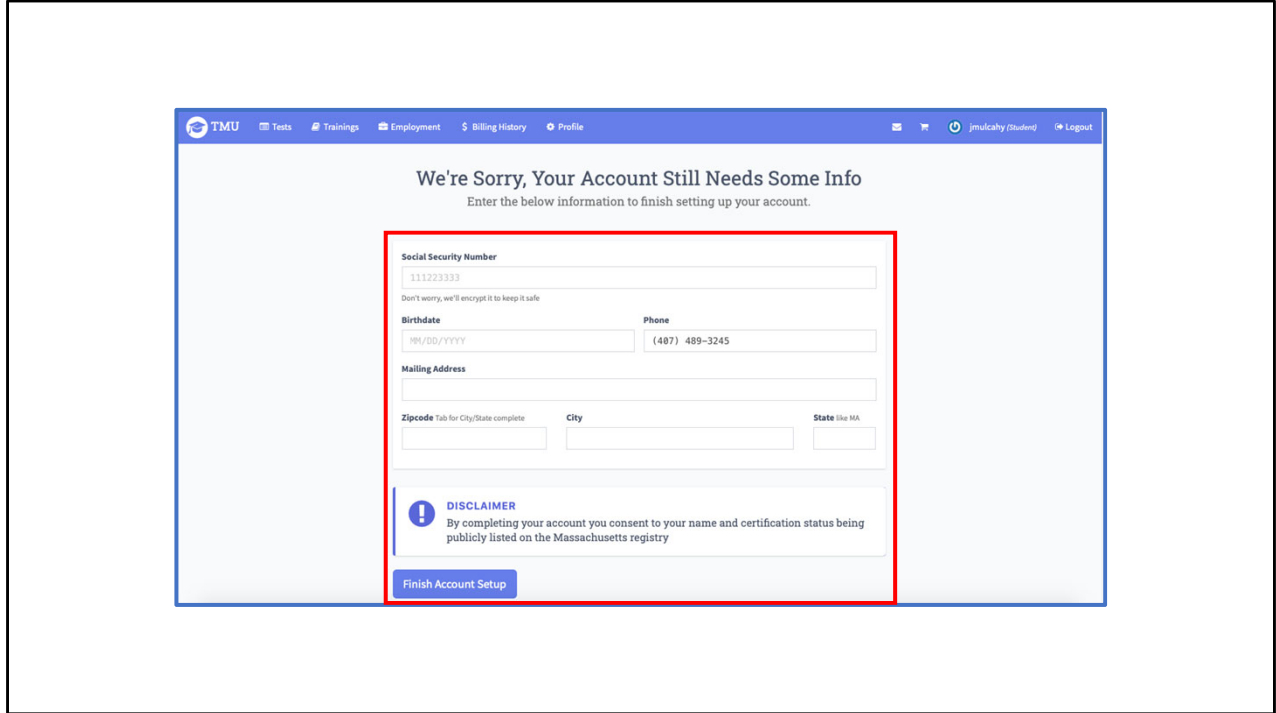 TMU Tests Trainings Employment $ Billing History Profile jmulcahy (Student) Logout
We're Sorry, Your Account Still Needs Some Info
Enter the below information to finish setting up your account.
Social Security Number
111223333
Don't worry, we'll encrypt it to keep it safe
Birthdate Phone
MM/DD/YYYY (407) 489-3245
Mailing Address
Zipcode Tab for City/State complete City State like MA
DISCLAIMER
By completing your account you consent to your name and certification status being
publicly listed on the Massachusetts registry
Finish Account Setup